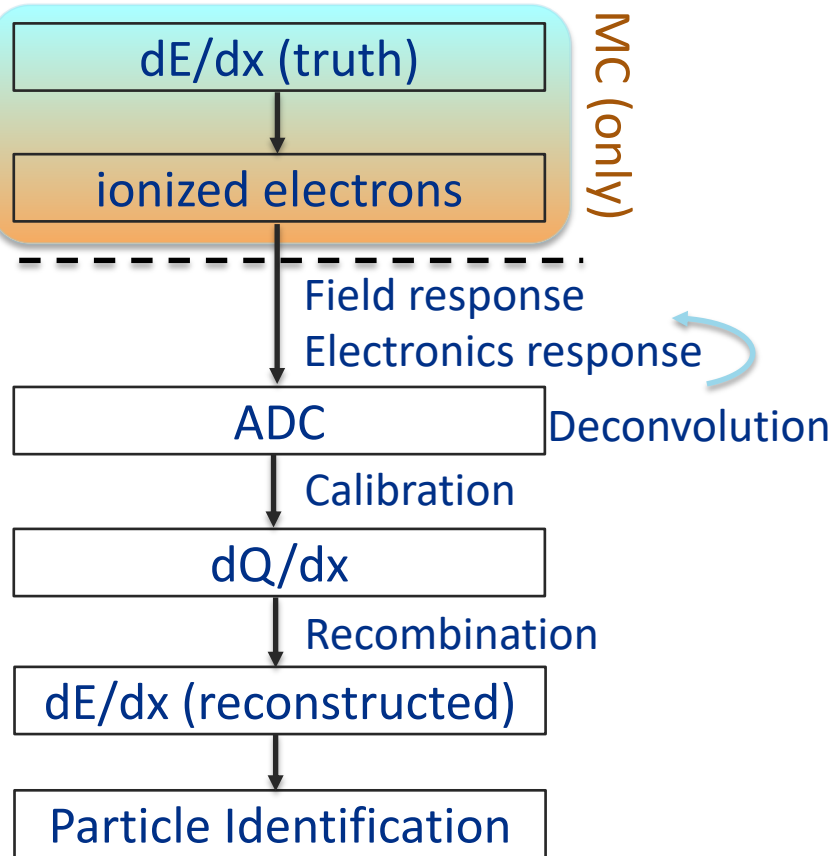 dE/dx (truth)
MC (only)
ionized electrons
Field response
Electronics response
ADC
Deconvolution
Calibration
dQ/dx
Recombination
dE/dx (reconstructed)
Particle Identification